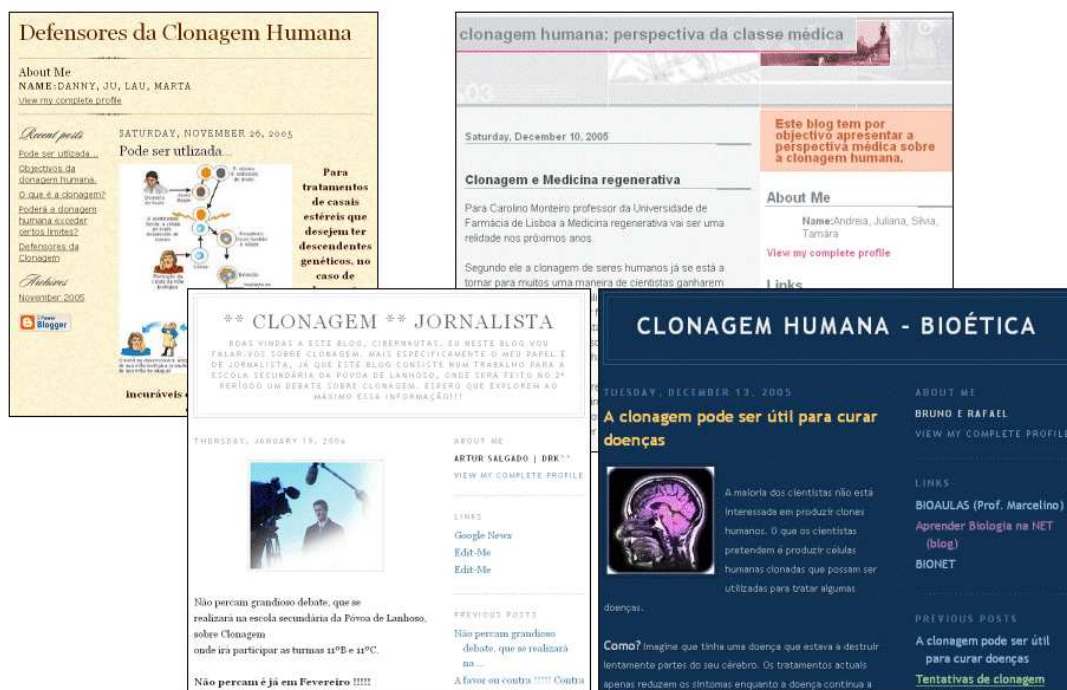 Defensores da Clonagem Humana
About Me
NAME:DANNY, JU, LAU, MARTA
View my complete profile
Recent posts
Pode ser utlizada...
Objectivos da
clonagem humana.
O que é a clonagem?
Poderá a clonagem
humana exceder
certos limites?
Defensores da
Clonagem
Archives
November 2005
Blogger
SATURDAY, NOVEMBER 26, 2005
Pode ser utlizada...
Para
tratamentos
de casais
estéreis que
desejem ter
descendentes
genéticos, no
caso de
incuráveis
clonagem humana: perspectiva da classe médica
03
Saturday, December 10, 2005
Clonagem e Medicina regenerativa
Para Carolino Monteiro professor da Universidade de
Farmácia de Lisboa a Medicina regenerativa vai ser uma
relidade nos próximos anos.
Segundo ele a clonagem de seres humanos já se está a
tornar para muitos uma maneira de cientistas ganharem
Este blog tem por
objectivo apresentar a
perspectiva médica sobre
a clonagem humana.
About Me
Name:Andreia, Juliana, Silvia,
Tamára
View my complete profile
Links
** CLONAGEM ** JORNALISTA
BOAS VINDAS A ESTE BLOG, CIBERNAUTAS. EU NESTE BLOG VOU
FALAR-VOS SOBRE CLONAGEM. MAIS ESPECIFICAMENTE O MEU PAPEL É
DE JORNALISTA, JÁ QUE ESTE BLOG CONSISTE NUM TRABALHO PARA A
ESCOLA SECUNDÁRIA DA PÓVOA DE LANHOSO, ONDE SERÁ FEITO NO 2º
PERÍODO UM DEBATE SOBRE CLONAGEM. ESPERO QUE EXPLOREM AO
MÁXIMO ESSA INFORMAÇÃO!!!
THURSDAY, JANUARY 19, 2006
Não percam grandioso debate, que se
realizará na escola secundária da Póvoa de Lanhoso,
sobre Clonagem
onde irá participar as turmas 11ºB e 11ºC.
Não percam é já em Fevereiro !!!!!
ABOUT ME
ARTUR SALGADO | DRK^^
VIEW MY COMPLETE PROFILE
LINKS
Google News
Edit-Me
Edit-Me
PREVIOUS POSTS
Não percam grandioso
debate, que se realizará
na ...
A favor ou contra !!!!! Contra
CLONAGEM HUMANA - BIOÉTICA
TUESDAY, DECEMBER 13, 2005
A clonagem pode ser útil para curar
doenças
A maioria dos cientistas não está
interessada em produzir clones
humanos. O que os cientistas
pretendem é produzir células
humanas clonadas que possam ser
utilizadas para tratar algumas
doenças.
Como? Imagine que tinha uma doença que estava a destruir
lentamente partes do seu cérebro. Os tratamentos actuais
apenas reduzem os sintomas enquanto a doença continua a
ABOUT ME
BRUNO E RAFAEL
VIEW MY COMPLETE PROFILE
LINKS
BIOAULAS (Prof. Marcelino)
Aprender Biologia na NET
(blog)
BIONET
PREVIOUS POSTS
A clonagem pode ser útil
para curar doenças
Tentativas de clonagem